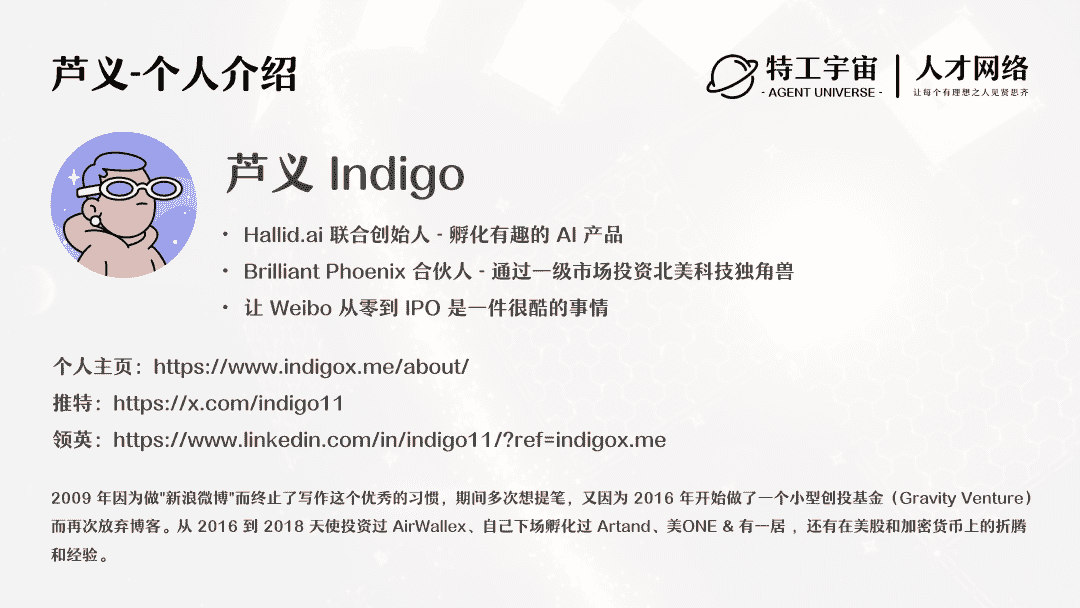 芦义-个人介绍
特工宇宙
- AGENT UNIVERSE -
人才网络
让每个有理想之人见贤思齐
芦义 Indigo
• Hallid.ai 联合创始人 - 孵化有趣的 AI 产品
• Brilliant Phoenix 合伙人 - 通过一级市场投资北美科技独角兽
• 让 Weibo 从零到 IPO 是一件很酷的事情
个人主页：https://www.indigox.me/about/
推特：https://x.com/indigo11
领英：https://www.linkedin.com/in/indigo11/?ref=indigox.me
2009 年因为做"新浪微博"而终止了写作这个优秀的习惯，期间多次想提笔，又因为 2016 年开始做了一个小型创投基金（Gravity Venture）
而再次放弃博客。从 2016 到 2018 天使投资过 AirWallex、自己下场孵化过 Artand、美ONE & 有一居 ，还有在美股和加密货币上的折腾
和经验。